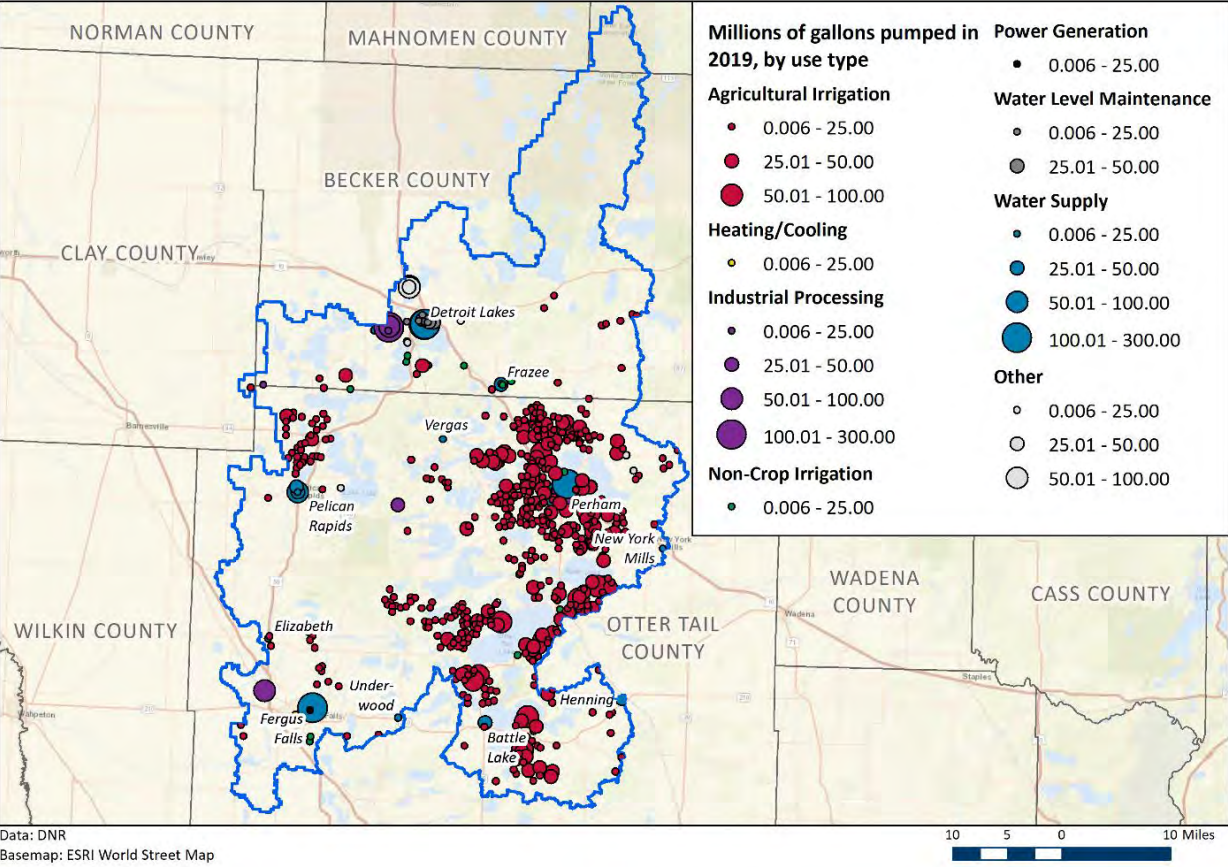 NORMAN COUNTY
MAHNOMEN COUNTY
BECKER COUNTY
CLAY COUNTY
Detroit Lakes
Frazee
Vergas
Barnesville
Pelican
Rapids
Perham
New York
Mills
WILKIN COUNTY
Elizabeth
OTTER TAIL
COUNTY
WADENA
COUNTY
CASS COUNTY
Wadena
Staples
Under-
wood
Henning
Wahpeton
Fergus
Falls
Falls
Battle
Lake
Millions of gallons pumped in
2019, by use type
Agricultural Irrigation
0.006 - 25.00
25.01 - 50.00
50.01 - 100.00
Heating/Cooling
0.006 - 25.00
Industrial Processing
0.006 - 25.00
25.01 - 50.00
50.01 - 100.00
100.01 - 300.00
Non-Crop Irrigation
0.006 - 25.00
Power Generation
0.006 - 25.00
Water Level Maintenance
0.006 - 25.00
25.01 - 50.00
Water Supply
0.006 - 25.00
25.01 - 50.00
50.01 - 100.00
100.01 - 300.00
Other
0.006 - 25.00
25.01 - 50.00
50.01 - 100.00
Data: DNR
Basemap: ESRI World Street Map
10 5 0 10 Miles